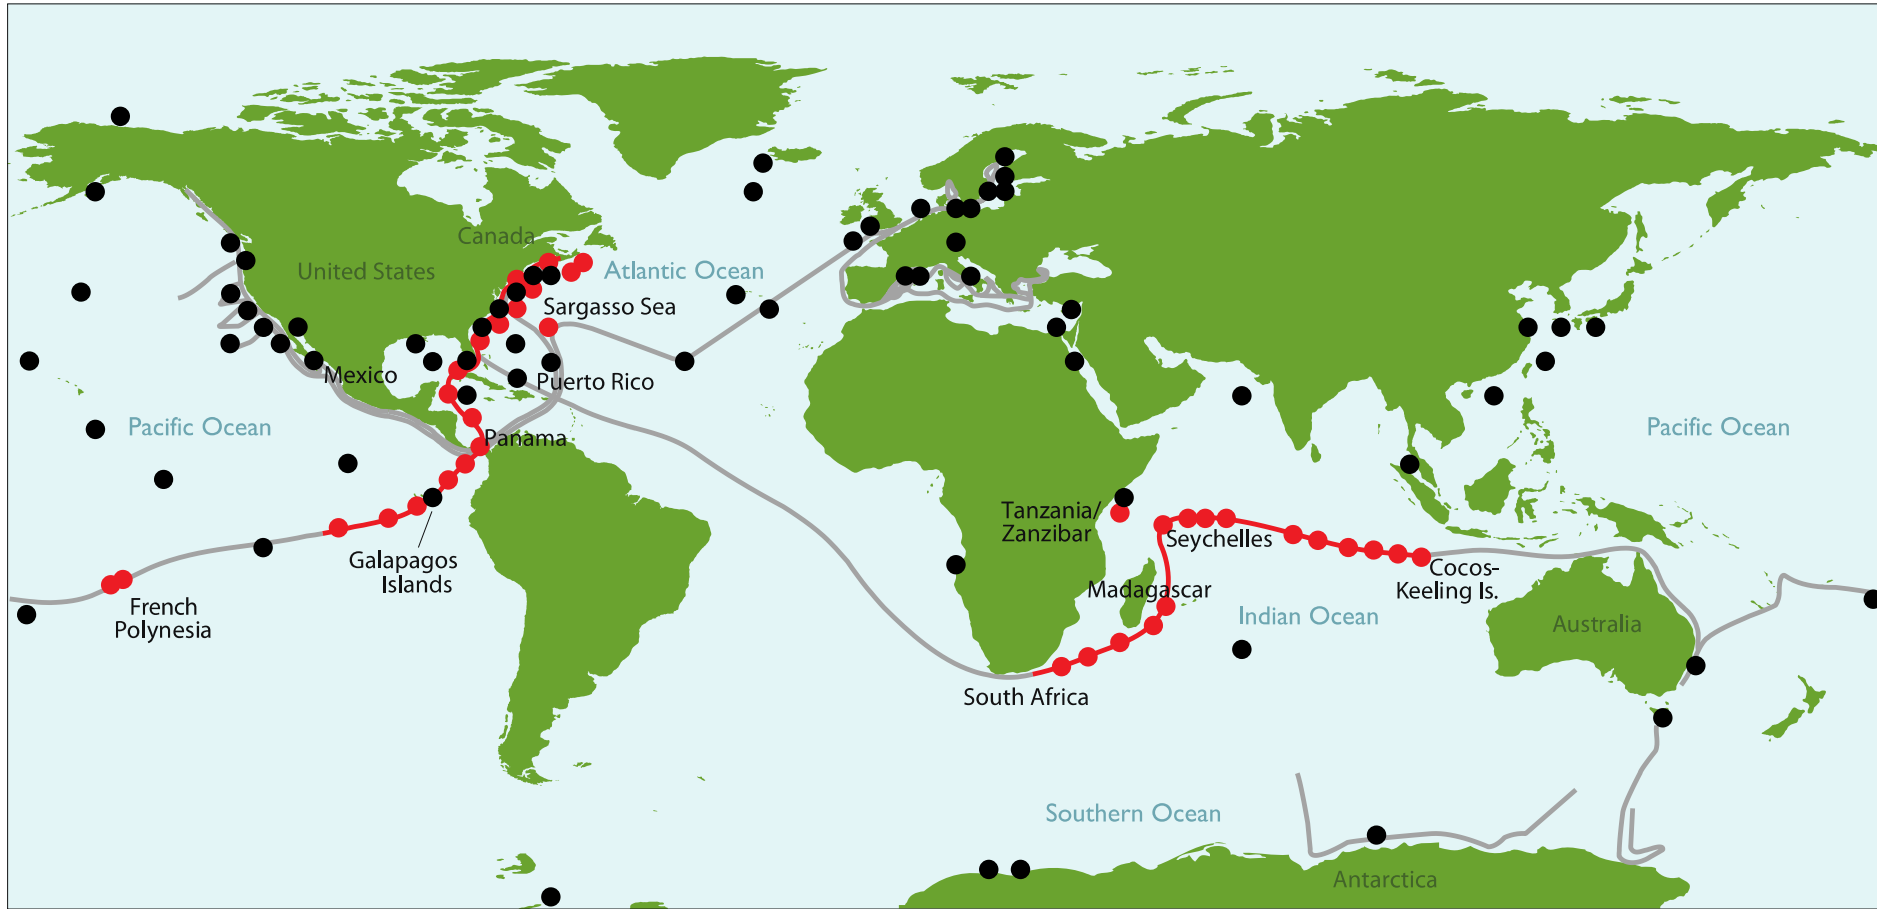 Canada
United States
Atlantic Ocean
Sargasso Sea
Mexico
Puerto Rico
Pacific Ocean
Panama
Pacific Ocean
Galapagos
Islands
French
Polynesia
Tanzania/
Zanzibar
Seychelles
Madagascar
Cocos-
Keeling Is.
Indian Ocean
Australia
South Africa
Southern Ocean
Antarctica